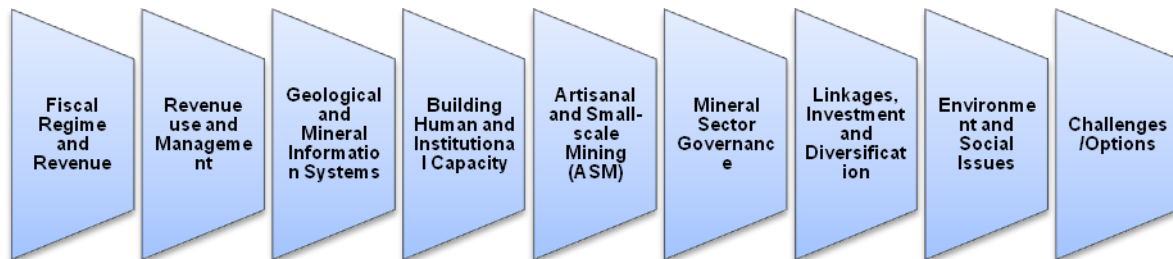 Fiscal
Regime
and
Revenue
Revenue
use and
Manageme
nt
Geological
and
Mineral
Informatio
n Systems
Building
Human and
Institutiona
l Capacity
Artisanal
and Small-
scale
Mining
(ASM)
Mineral
Sector
Governanc
e
Linkages,
Investment
and
Diversificat
ion
Environme
nt and
Social
Issues
Challenges
/Options